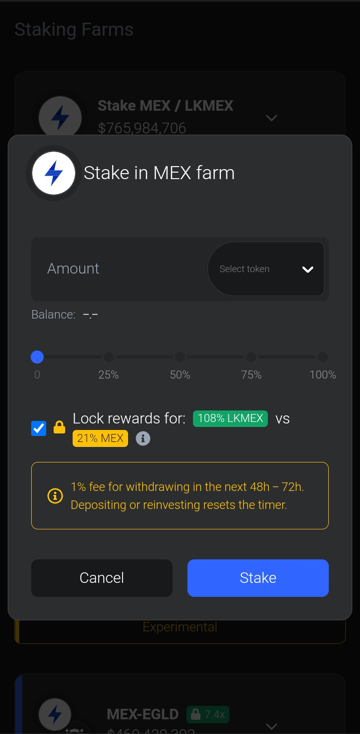 Staking Farms
Stake MEX / LKMEX
$765,984,706
Stake in MEX farm
Amount
Select token
Balance: -.-
0 25% 50% 75% 100%
Lock rewards for: 108% LKMEX vs
21% MEX
1% fee for withdrawing in the next 48h – 72h.
Depositing or reinvesting resets the timer.
Cancel Stake
Experimental
MEX-EGLD 7.4x